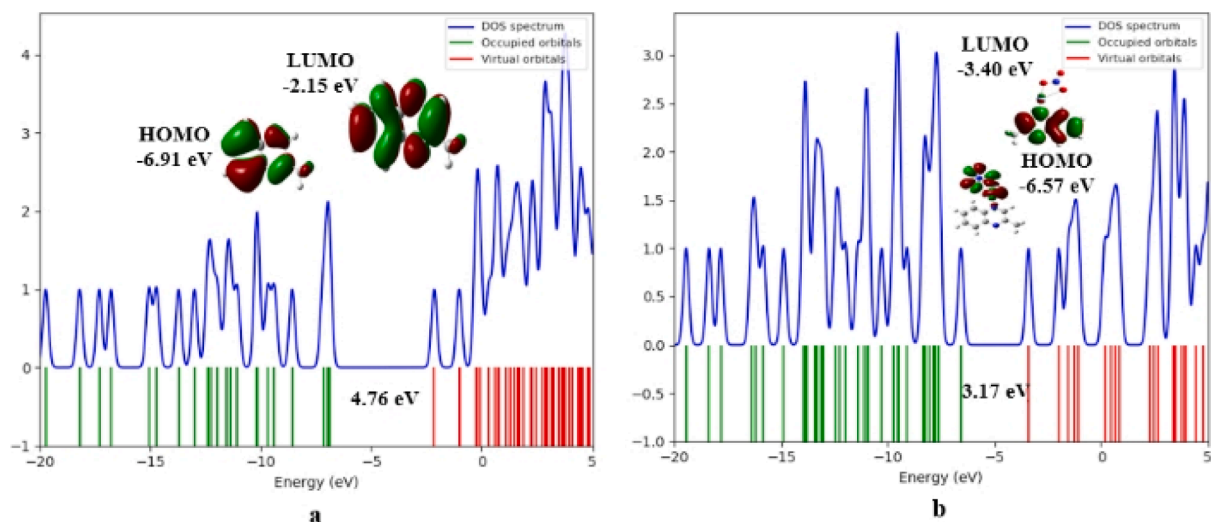 DOS spectrum
Occupied orbitals
Virtual orbitals
LUMO
-2.15 eV
HOMO
-6.91 eV
4.76 eV
4
3
2
1
0
−1
−20
−15
−10
−5
0
5
Energy (eV)
a
DOS spectrum
Occupied orbitals
Virtual orbitals
LUMO
-3.40 eV
HOMO
-6.57 eV
3.17 eV
3.0
2.5
2.0
1.5
1.0
0.5
0.0
−0.5
−1.0
−20
−15
−10
−5
0
5
Energy (eV)
b